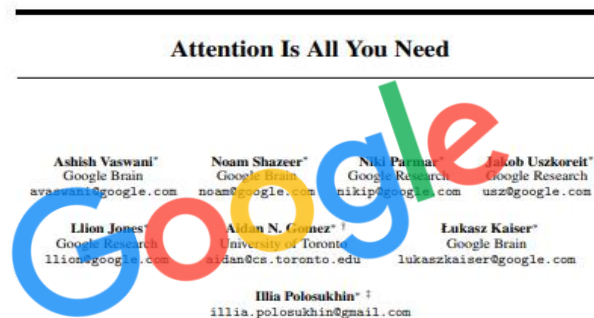 Attention Is All You Need
Ashish Vaswani* Noam Shazeer* Niki Parmar* Jakob Uszkoreit*
Google Brain Google Brain Google Research Google Research
avaswani@google.com noam@google.com nikip@google.com usz@google.com
Llion Jones* Aidan N. Gomez* † Łukasz Kaiser*
Google Research University of Toronto Google Brain
llion@google.com aidan@cs.toronto.edu lukaszkaiser@google.com
Illia Polosukhin* ‡
illia.polosukhin@gmail.com
Google